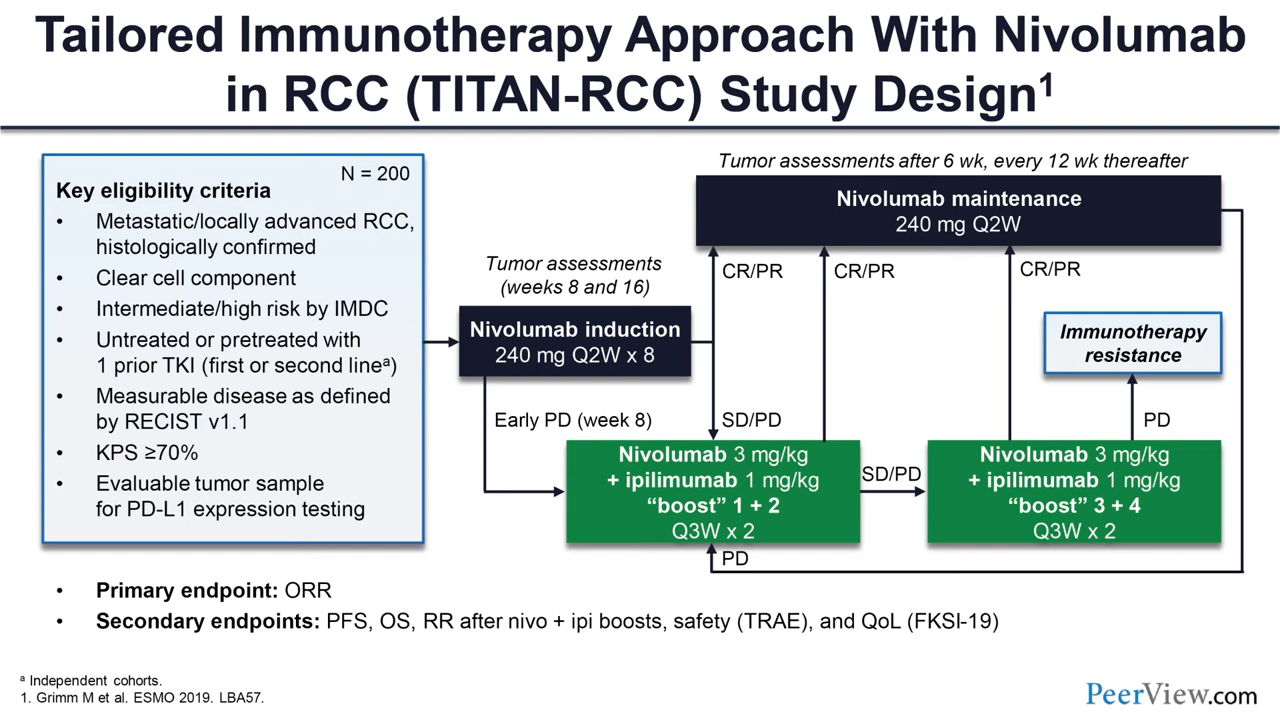 Tailored Immunotherapy Approach With Nivolumab
in RCC (TITAN-RCC) Study Design1
N = 200
Key eligibility criteria
• Metastatic/locally advanced RCC,
histologically confirmed
• Clear cell component
• Intermediate/high risk by IMDC
• Untreated or pretreated with
1 prior TKI (first or second lineª)
• Measurable disease as defined
by RECIST v1.1
• KPS ≥70%
• Evaluable tumor sample
for PD-L1 expression testing
Tumor assessments
(weeks 8 and 16)
Nivolumab induction
240 mg Q2W x 8
Early PD (week 8)
Tumor assessments after 6 wk, every 12 wk thereafter
Nivolumab maintenance
240 mg Q2W
CR/PR
CR/PR
CR/PR
Immunotherapy
resistance
SD/PD
PD
Nivolumab 3 mg/kg
+ ipilimumab 1 mg/kg
“boost” 1 + 2
Q3W x 2
SD/PD
Nivolumab 3 mg/kg
+ ipilimumab 1 mg/kg
“boost” 3 + 4
Q3W x 2
PD
• Primary endpoint: ORR
• Secondary endpoints: PFS, OS, RR after nivo + ipi boosts, safety (TRAE), and QoL (FKSI-19)
ª Independent cohorts.
1. Grimm M et al. ESMO 2019. LBA57.
PeerView.com